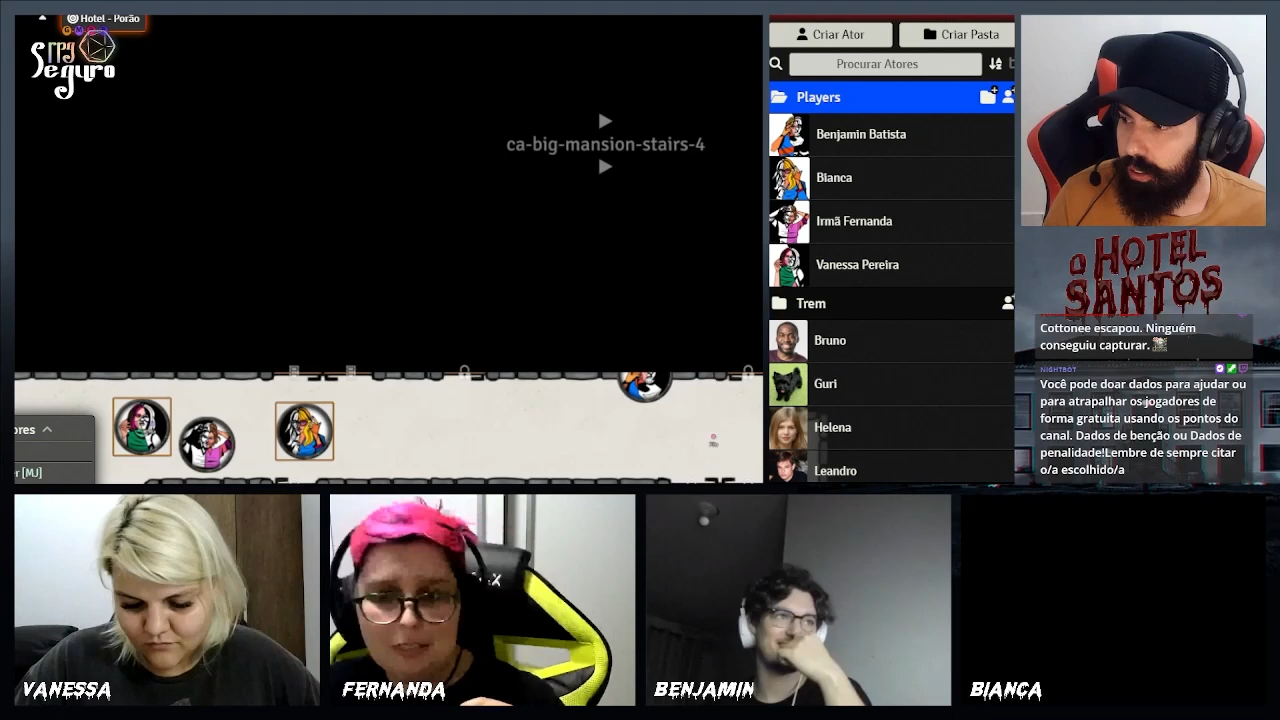 Hotel - Porão
RPG
Seguro
ca-big-mansion-stairs-4
ores
r [MJ]
Criar Ator
Criar Pasta
Procurar Atores
Players
Benjamin Batista
Bianca
Irmã Fernanda
Vanessa Pereira
Trem
Bruno
Guri
Helena
Leandro
O HOTEL
SANTOS
Cottonee escapou. Ninguém
conseguiu capturar.
NIGHTBOT
Você pode doar dados para ajudar ou
para atrapalhar os jogadores de
forma gratuita usando os pontos do
canal. Dados de benção ou Dados de
penalidade!Lembre de sempre citar
o/a escolhido/a
VANESSA
FERNANDA
BENJAMIN
BIANCA